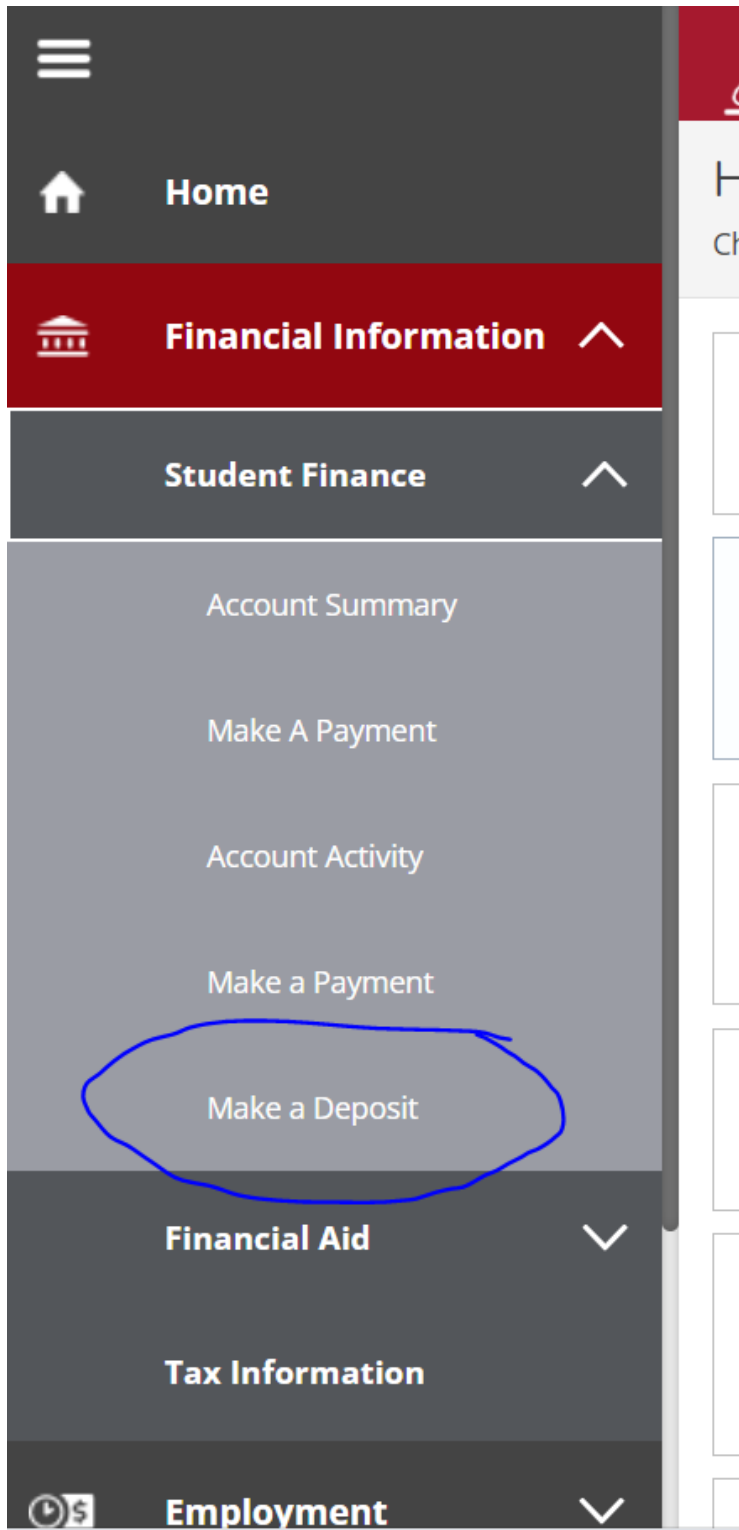 Home
Financial Information
Student Finance
Account Summary
Make A Payment
Account Activity
Make a Payment
Make a Deposit
Financial Aid
Tax Information
Employment